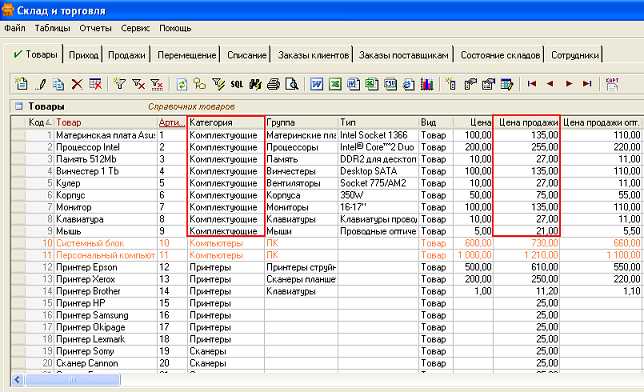 Склад и торговля
Файл Таблицы Отчеты Сервис Помощь
Товары Приход Продажи Перемещение Списание Заказы клиентов Заказы поставщикам Состояние складов Сотрудники
SQL
Товары Справочник товаров
Код Товар Арти... Категория Группа Тип Вид Цена Цена продажи Цена продажи опт.
1 Материнская плата Asus 1 Комплектующие Материнские пла Intel Socket 1366 Товар 100,00 135,00 110,00
2 Процессор Intel 2 Комплектующие Процессоры Intel® Core™2 Duo Товар 200,00 255,00 220,00
3 Память 512Mb 3 Комплектующие Память DDR2 для десктоп Товар 10,00 27,00 11,00
4 Винчестер 1 Tb 4 Комплектующие Винчестеры Desktop SATA Товар 100,00 135,00 110,00
5 Кулер 5 Комплектующие Вентиляторы Socket 775/AM2 Товар 10,00 27,00 11,00
6 Корпус 6 Комплектующие Корпуса 350W Товар 50,00 75,00 55,00
7 Монитор 7 Комплектующие Мониторы 16-17" Товар 100,00 135,00 110,00
8 Клавиатура 8 Комплектующие Клавиатуры Клавиатуры провод Товар 10,00 27,00 11,00
9 Мышь 9 Комплектующие Мыши Проводные оптиче Товар 5,00 21,00 5,50
10 Системный блок 10 Компьютеры ПК Товар 600,00 730,00 660,00
11 Персональный компьют 11 Компьютеры ПК Товар 1 000,00 1 210,00 1 100,00
12 Принтер Epson 12 Принтеры Принтеры струйн Товар 500,00 610,00 550,00
13 Принтер Xerox 13 Принтеры Сканеры планшет Товар 200,00 250,00 220,00
14 Принтер Brother 14 Принтеры Клавиатуры Товар 1,00 11,20 1,10
15 Принтер HP 15 Принтеры Товар 25,00
16 Принтер Samsung 16 Принтеры Товар 25,00
17 Принтер Okipage 17 Принтеры Товар 25,00
18 Принтер Lexmark 18 Принтеры Товар 25,00
19 Принтер Somy 19 Сканеры Товар 25,00
20 Сканер Cannon 20 Сканеры Товар 25,00